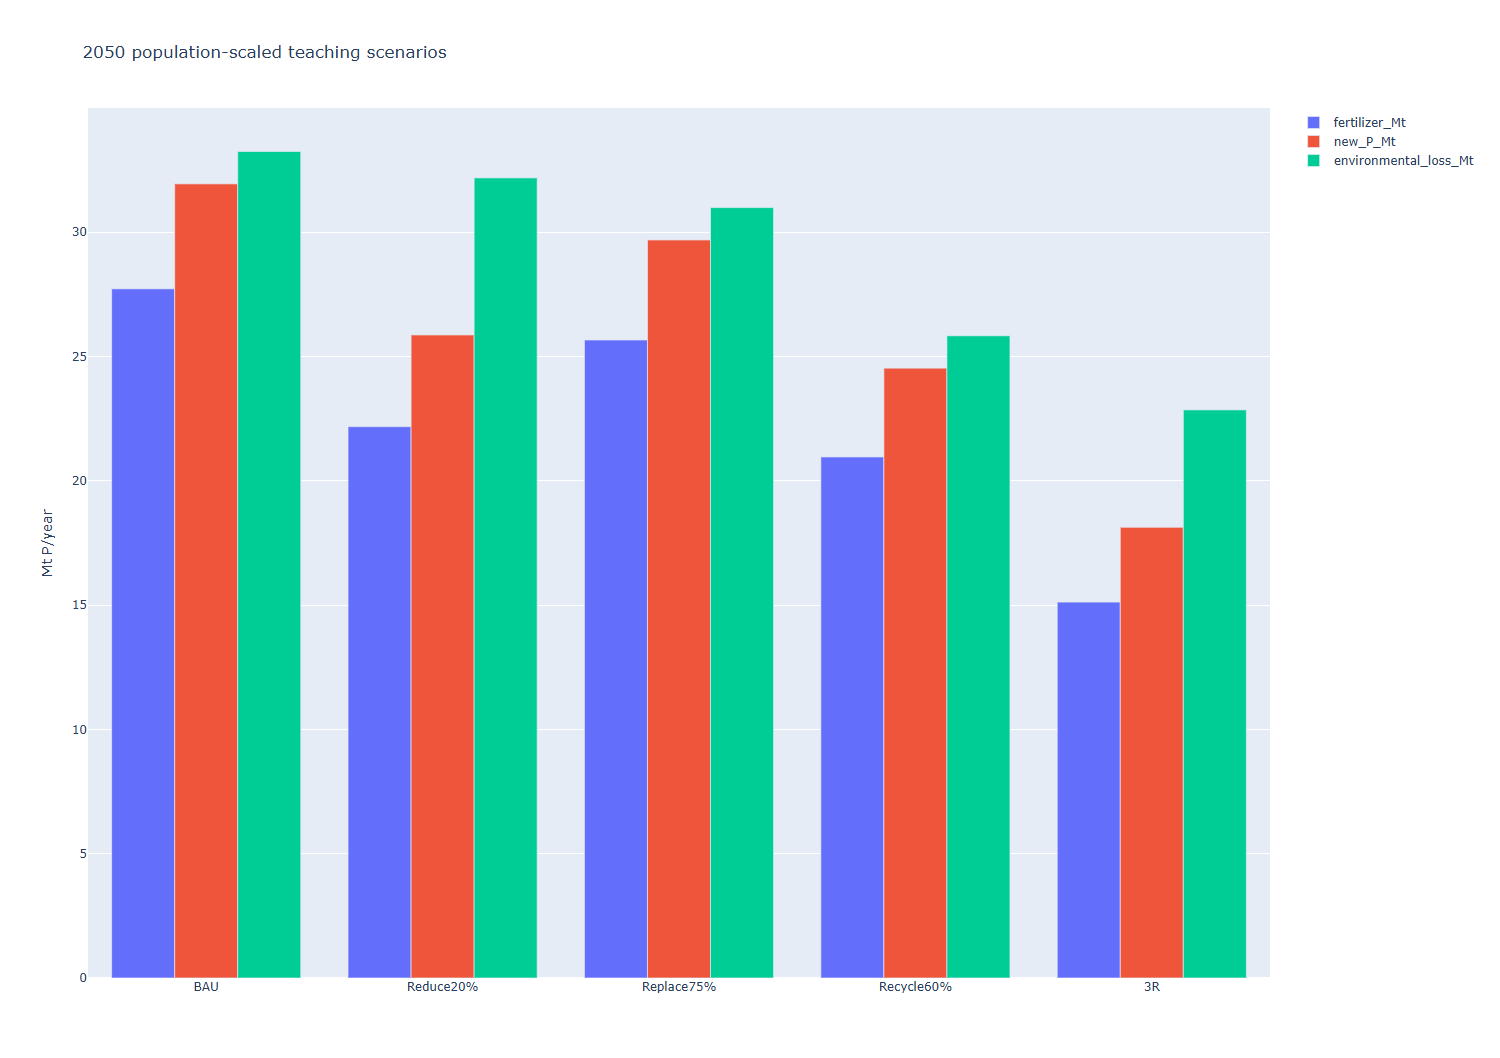 2050 population-scaled teaching scenarios
fertilizer_Mt
new_P_Mt
environmental_loss_Mt
Mt P/year
30
25
20
15
10
5
0
BAU
Reduce20%
Replace75%
Recycle60%
3R